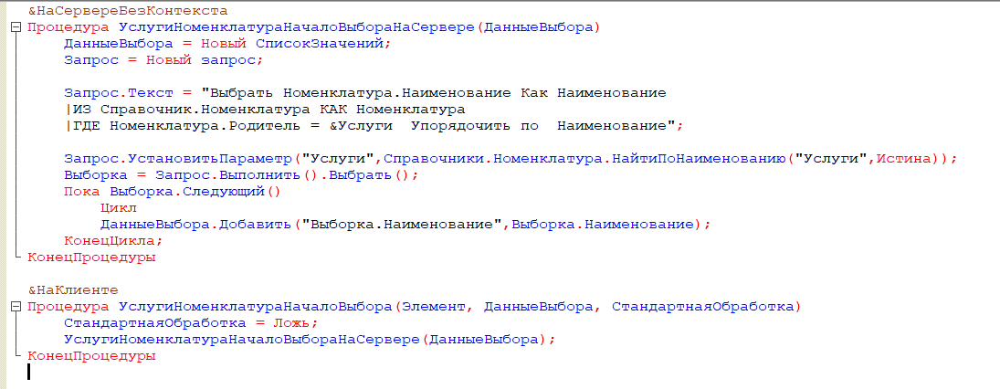 &НаСервереБезКонтекста
Процедура УслугиНоменклатураНачалоВыбораНаСервере(ДанныеВыбора)
ДанныеВыбора = Новый СписокЗначений;
Запрос = Новый запрос;
Запрос.Текст = "Выбрать Номенклатура.Наименование Как Наименование
|ИЗ Справочник.Номенклатура КАК Номенклатура
|ГДЕ Номенклатура.Родитель = &Услуги  Упорядочить по  Наименование";
Запрос.УстановитьПараметр("Услуги",Справочники.Номенклатура.НайтиПоНаименованию("Услуги",Истина));
Выборка = Запрос.Выполнить().Выбрать();
Пока Выборка.Следующий()
Цикл
ДанныеВыбора.Добавить("Выборка.Наименование",Выборка.Наименование);
КонецЦикла;
КонецПроцедуры
&НаКлиенте
Процедура УслугиНоменклатураНачалоВыбора(Элемент, ДанныеВыбора, СтандартнаяОбработка)
СтандартнаяОбработка = Ложь;
УслугиНоменклатураНачалоВыбораНаСервере(ДанныеВыбора);
КонецПроцедуры